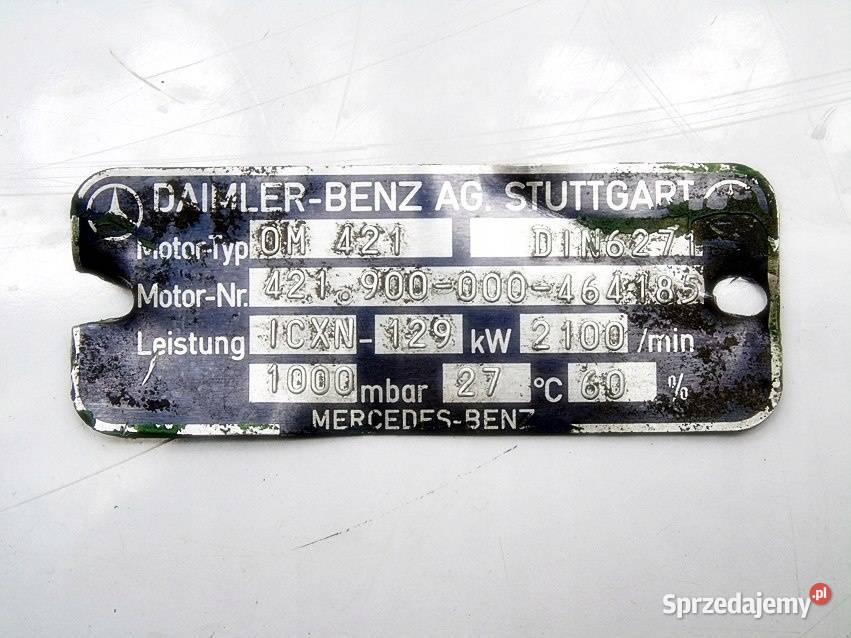 DAIMLER-BENZ AG. STUTTGART
Motor-Typ OM 421 DIN6271
Motor-Nr. 421.900-000-464185
Leistung ICXN-129 kW 2100 /min
1000 mbar 27 °C 60 %
MERCEDES-BENZ
Sprzedajemy.pl